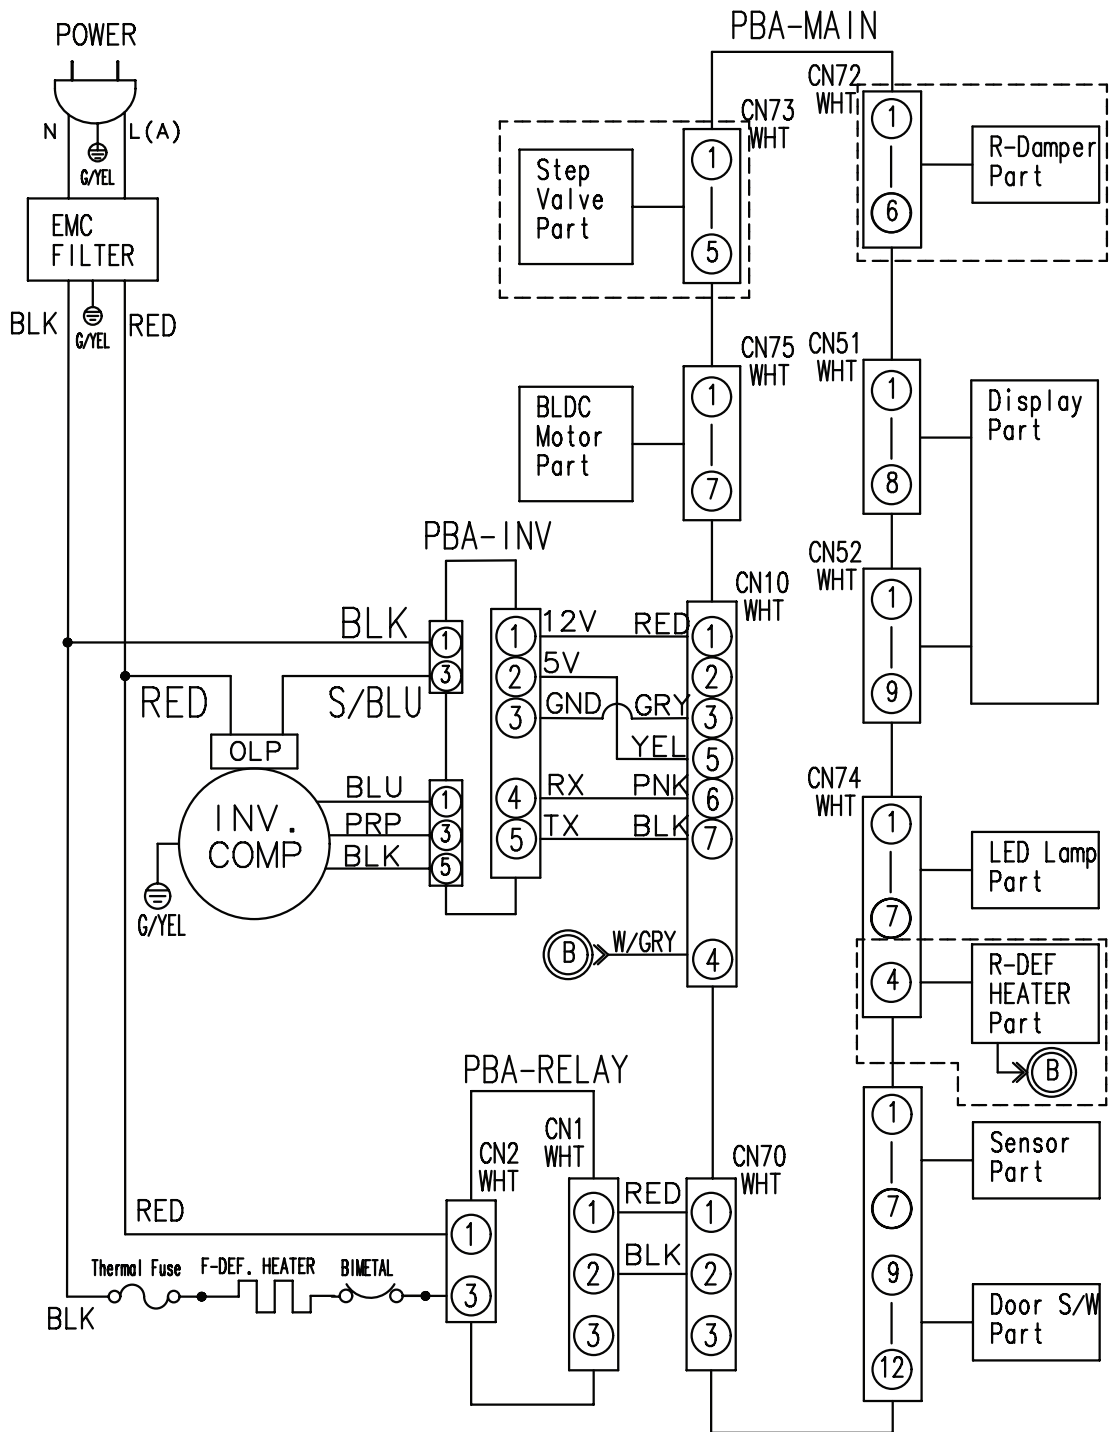 POWER
N
L(A)
G/YEL
EMC
FILTER
BLK
G/YEL
RED
PBA-MAIN
CN73
WHT
1
5
Step
Valve
Part
CN72
WHT
1
6
R-Damper
Part
CN75
WHT
1
7
BLDC
Motor
Part
CN51
WHT
1
8
Display
Part
CN52
WHT
1
9
PBA-INV
BLK
1
3
RED
S/BLU
OLP
INV.
COMP
G/YEL
BLU
PRP
BLK
1
3
5
1
2
3
4
5
12V
RED
5V
GND
GRY
YEL
RX
PNK
TX
BLK
CN10
WHT
1
2
3
5
6
7
4
B
W/GRY
CN74
WHT
1
7
4
LED Lamp
Part
R-DEF
HEATER
Part
B
1
7
9
12
Sensor
Part
Door S/W
Part
PBA-RELAY
CN2
WHT
1
3
CN1
WHT
1
2
3
RED
BLK
CN70
WHT
1
2
3
RED
Thermal Fuse
F-DEF. HEATER
BIMETAL
BLK